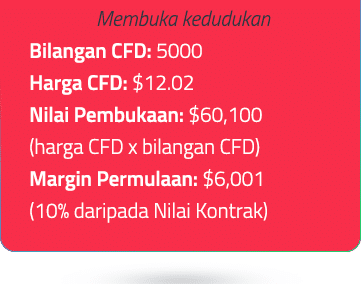 Membuka kedudukan
Bilangan CFD: 5000
Harga CFD: $12.02
Nilai Pembukaan: $60,100
(harga CFD x bilangan CFD)
Margin Permulaan: $6,001
(10% daripada Nilai Kontrak)